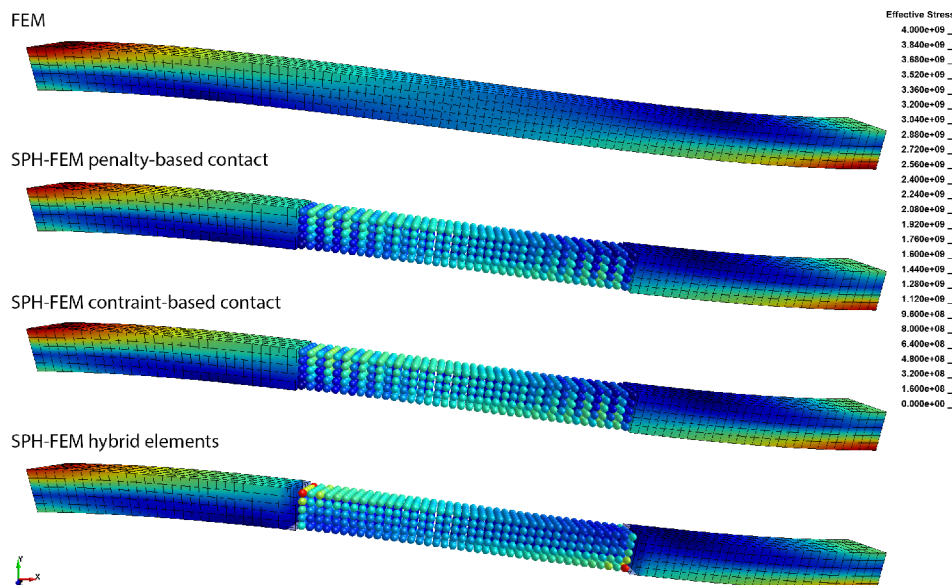 FEM
Effective Stress
4.000e+09
3.840e+09
3.680e+09
3.520e+09
3.360e+09
3.200e+09
3.040e+09
2.880e+09
2.720e+09
2.560e+09
2.400e+09
2.240e+09
2.080e+09
1.920e+09
1.760e+09
1.600e+09
1.440e+09
1.280e+09
1.120e+09
9.600e+08
8.000e+08
6.400e+08
4.800e+08
3.200e+08
1.600e+08
0.000e+00
SPH-FEM penalty-based contact
SPH-FEM contraint-based contact
SPH-FEM hybrid elements
Y
X